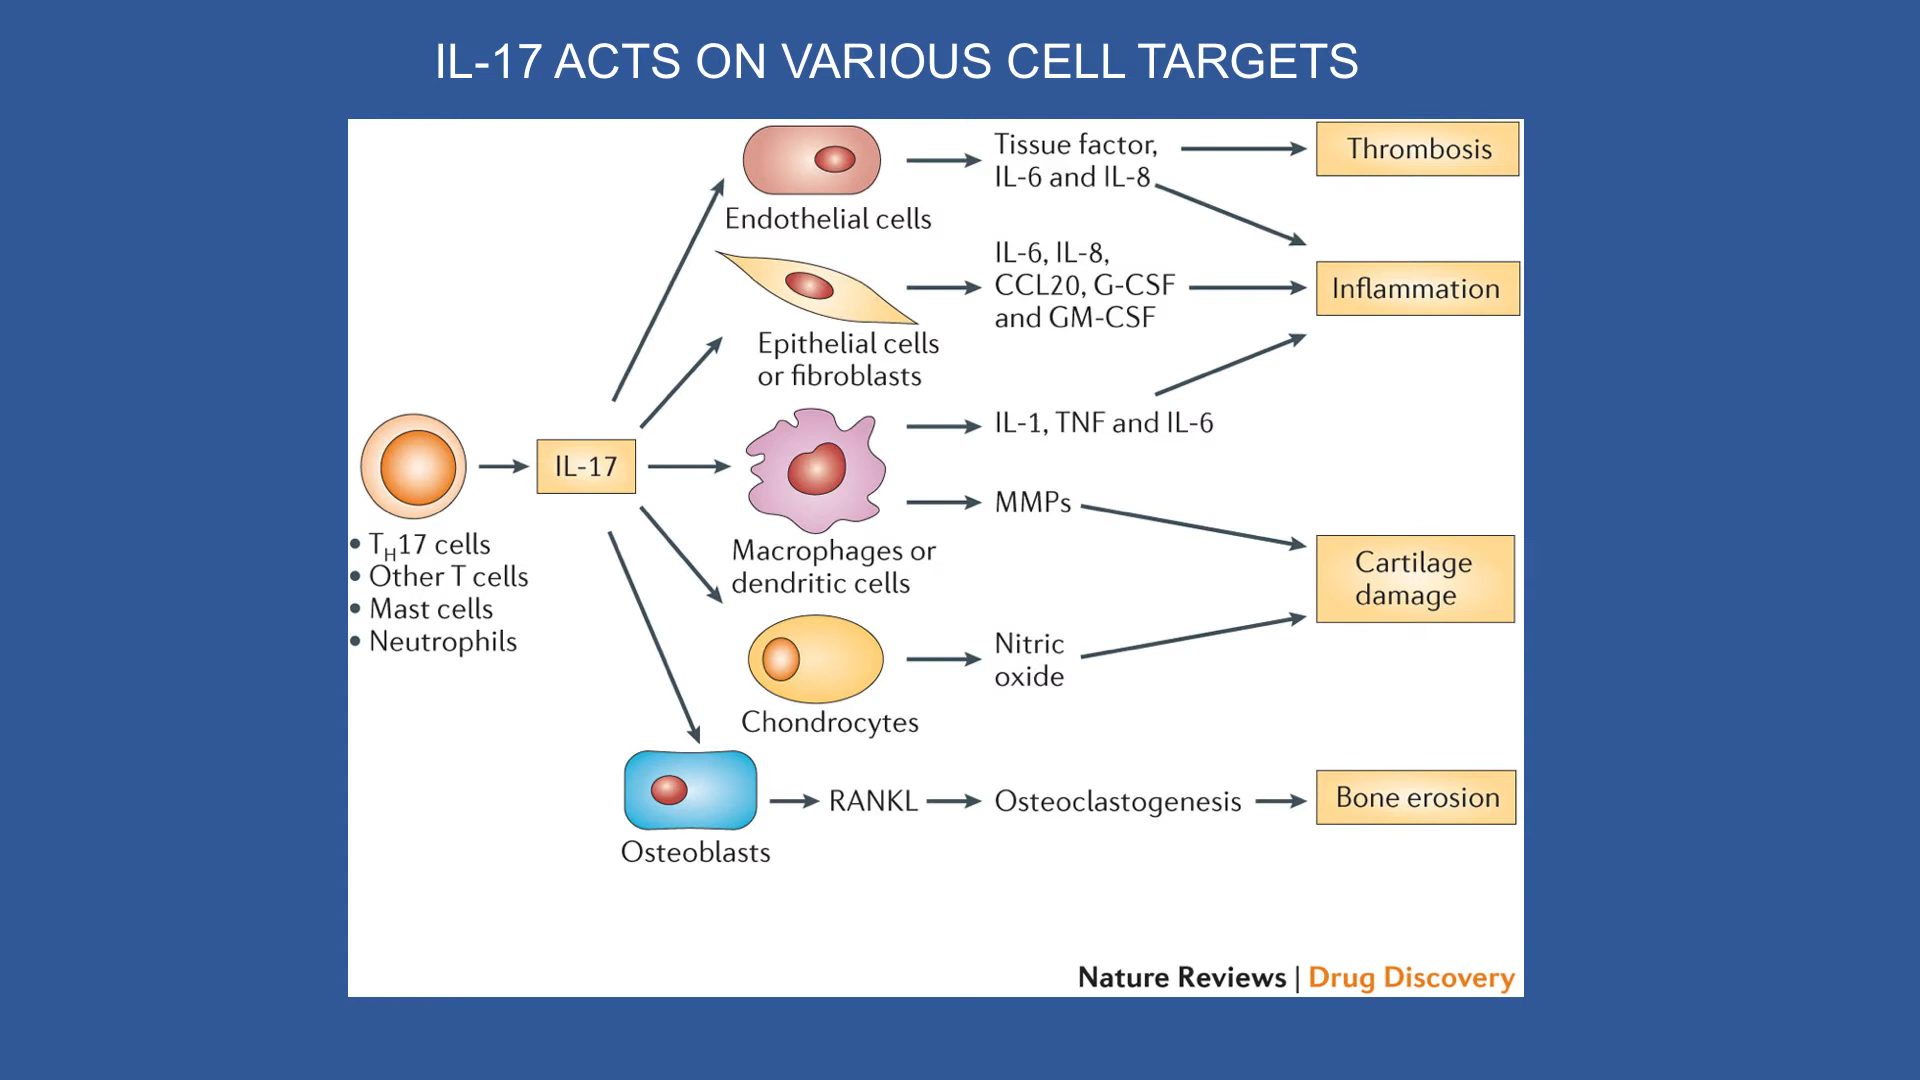 IL-17 ACTS ON VARIOUS CELL TARGETS
Endothelial cells
Tissue factor,
IL-6 and IL-8
Thrombosis
Epithelial cells
or fibroblasts
IL-6, IL-8,
CCL20, G-CSF
and GM-CSF
Inflammation
IL-17
• TH17 cells
• Other T cells
• Mast cells
• Neutrophils
Macrophages or
dendritic cells
IL-1, TNF and IL-6
MMPs
Cartilage
damage
Chondrocytes
Nitric
oxide
Osteoblasts
RANKL
Osteoclastogenesis
Bone erosion
Nature Reviews | Drug Discovery